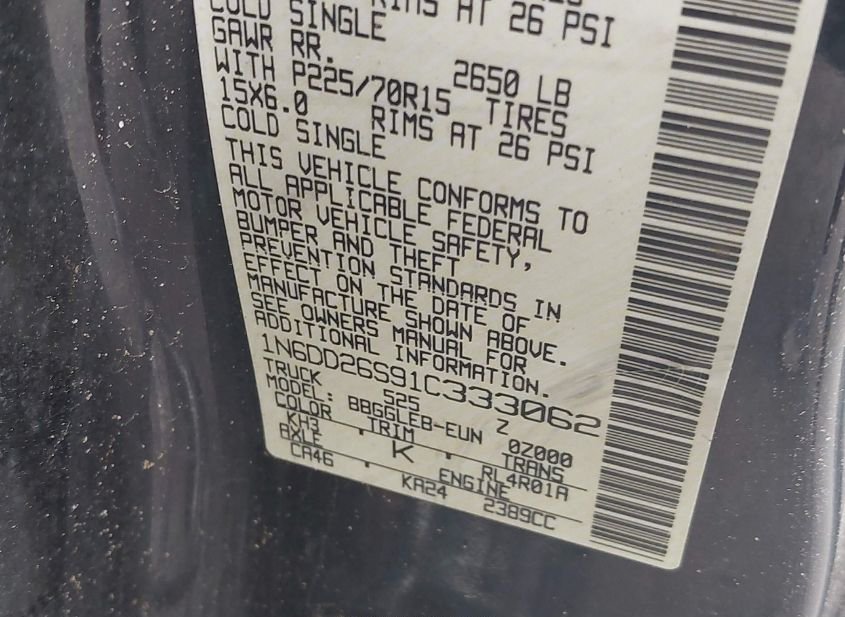 RIMS AT 26 PSI
COLD SINGLE
GAWR RR. 2650 LB
WITH P225/70R15 TIRES
15X6.0 RIMS AT 26 PSI
COLD SINGLE
THIS VEHICLE CONFORMS TO
ALL APPLICABLE FEDERAL
MOTOR VEHICLE SAFETY,
BUMPER AND THEFT
PREVENTION STANDARDS IN
EFFECT ON THE DATE OF
MANUFACTURE SHOWN ABOVE.
SEE OWNERS MANUAL FOR
ADDITIONAL INFORMATION.
1N6DD26S91C333062
TRUCK 525 Z
MODEL: BBGGLEB-EUN 0Z000
COLOR TRIM TRANS
KH3 K RL4R01A
AXLE ENGINE
CA46 KA24 2389CC